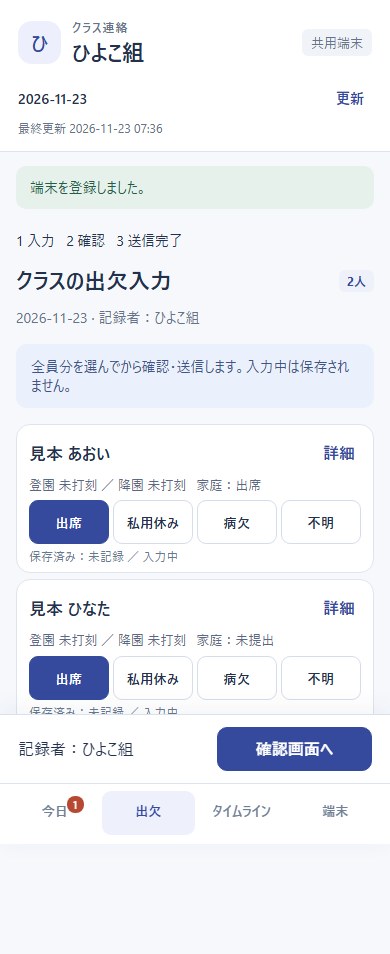 ひ
クラス連絡
ひよこ組
共用端末
2026-11-23
更新
最終更新 2026-11-23 07:36
端末を登録しました。
1 入力 2 確認 3 送信完了
クラスの出欠入力
2人
2026-11-23 · 記録者：ひよこ組
全員分を選んでから確認・送信します。入力中は保存され
ません。
見本 あおい
詳細
登園 未打刻 ／ 降園 未打刻 家庭：出席
出席 私用休み 病欠 不明
保存済み：未記録 ／ 入力中
見本 ひなた
詳細
登園 未打刻 ／ 降園 未打刻 家庭：未提出
出席 私用休み 病欠 不明
保存済み：未記録 ／ 入力中
記録者：ひよこ組
確認画面へ
今日 1 出欠 タイムライン 端末